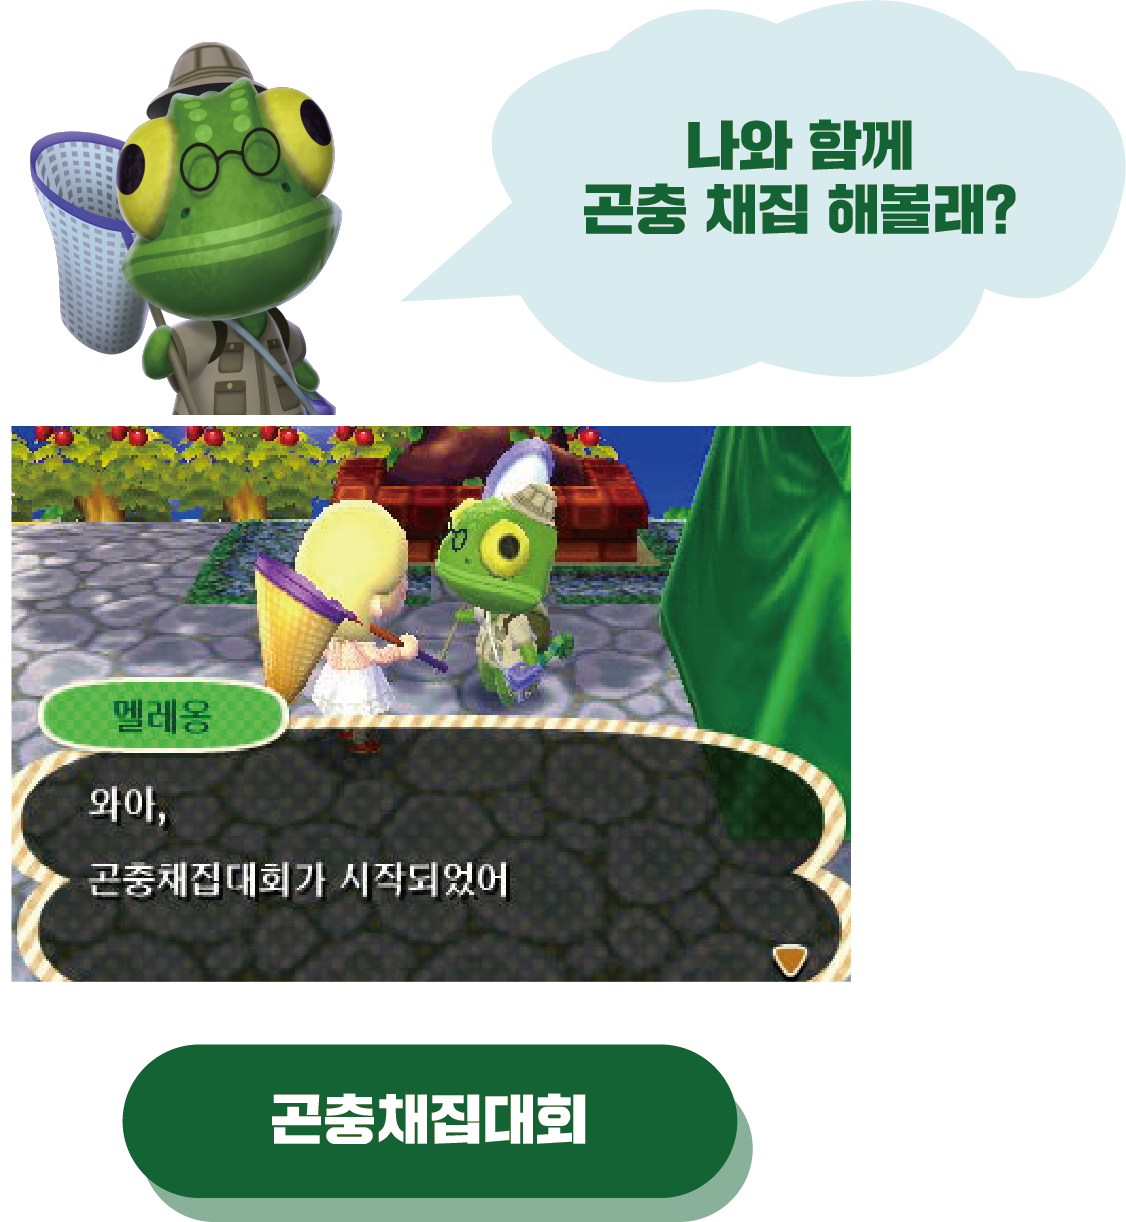 나와 함께
곤충 채집 해볼래?
멜레옹
와아,
곤충채집대회가 시작되었어
곤충채집대회